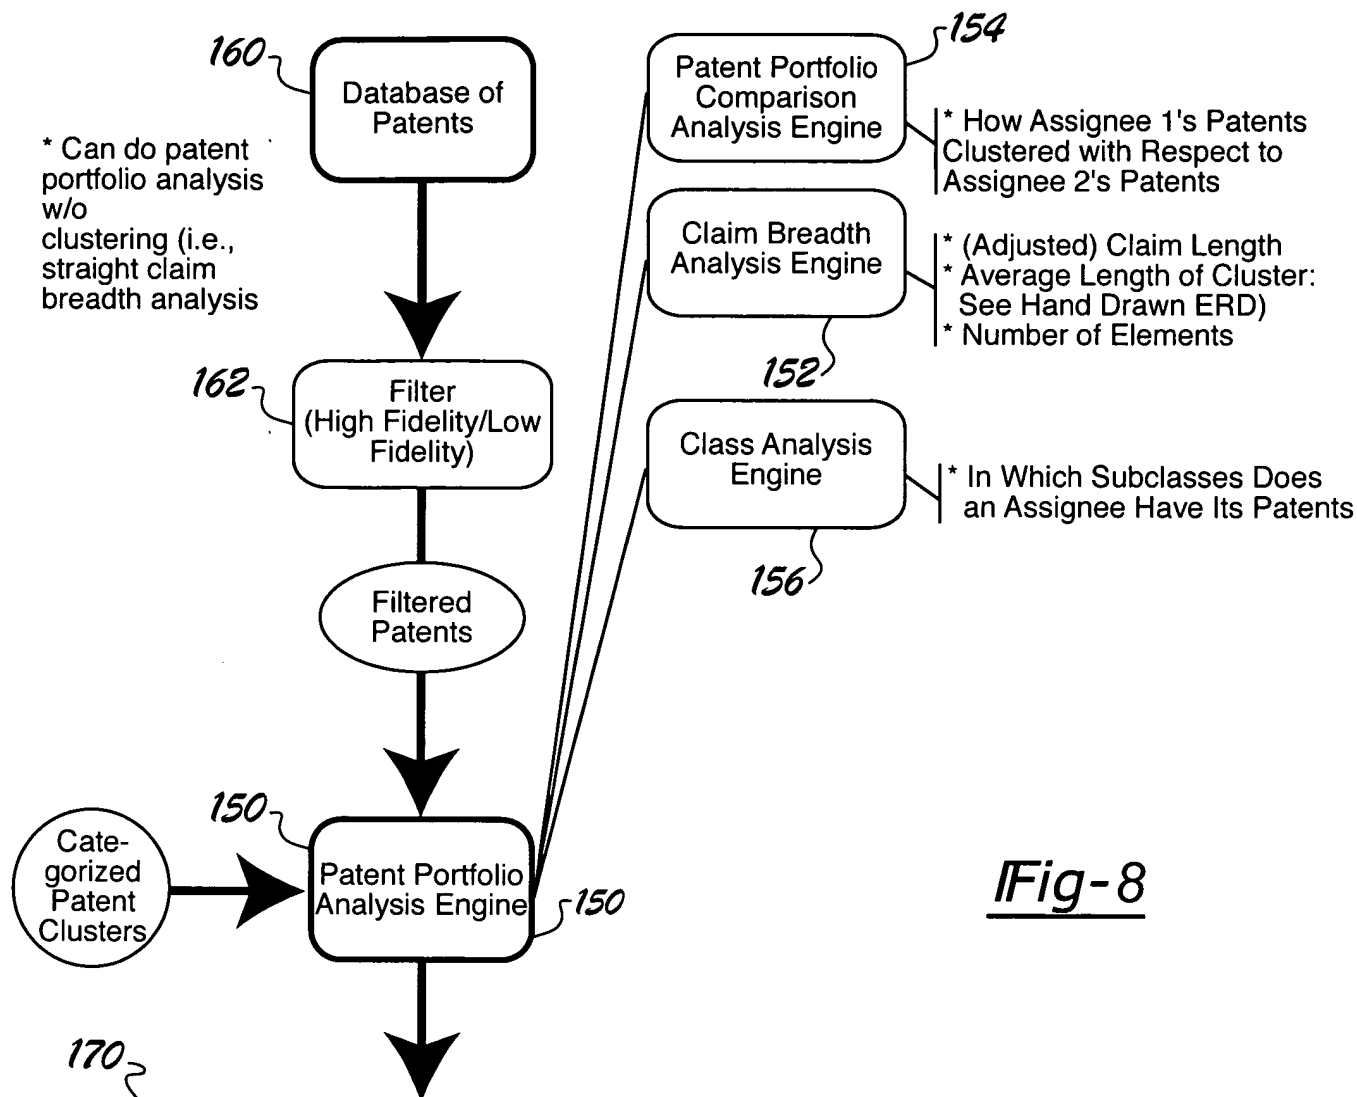 160
Database of
Patents
* Can do patent
portfolio analysis
w/o
clustering (i.e.,
straight claim
breadth analysis
162
Filter
(High Fidelity/Low
Fidelity)
Filtered
Patents
150
Cate-
gorized
Patent
Clusters
Patent Portfolio
Analysis Engine
150
170
154
Patent Portfolio
Comparison
Analysis Engine
* How Assignee 1's Patents
Clustered with Respect to
Assignee 2's Patents
Claim Breadth
Analysis Engine
152
* (Adjusted) Claim Length
* Average Length of Cluster:
See Hand Drawn ERD)
* Number of Elements
Class Analysis
Engine
156
* In Which Subclasses Does
an Assignee Have Its Patents
Fig-8